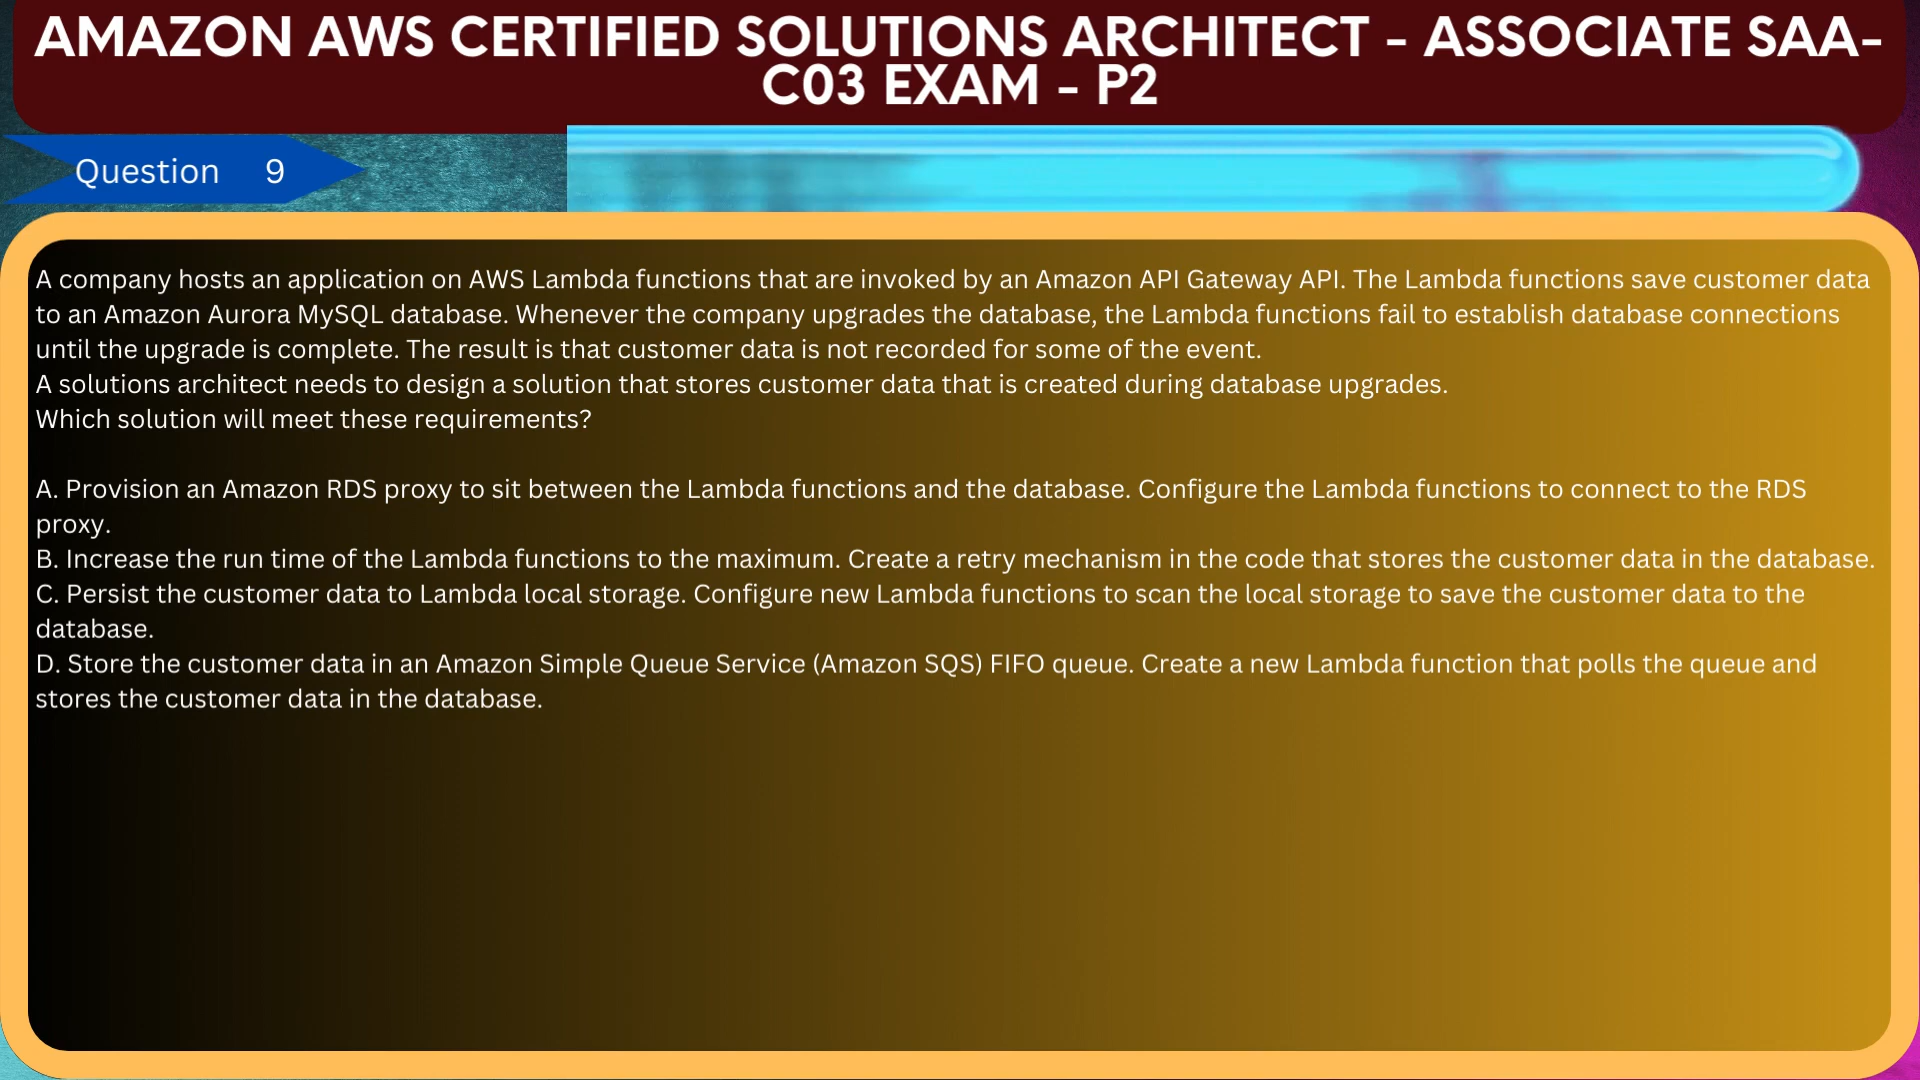 AMAZON AWS CERTIFIED SOLUTIONS ARCHITECT - ASSOCIATE SAA-
C03 EXAM - P2
Question 9
A company hosts an application on AWS Lambda functions that are invoked by an Amazon API Gateway API. The Lambda functions save customer data
to an Amazon Aurora MySQL database. Whenever the company upgrades the database, the Lambda functions fail to establish database connections
until the upgrade is complete. The result is that customer data is not recorded for some of the event.
A solutions architect needs to design a solution that stores customer data that is created during database upgrades.
Which solution will meet these requirements?
A. Provision an Amazon RDS proxy to sit between the Lambda functions and the database. Configure the Lambda functions to connect to the RDS
proxy.
B. Increase the run time of the Lambda functions to the maximum. Create a retry mechanism in the code that stores the customer data in the database.
C. Persist the customer data to Lambda local storage. Configure new Lambda functions to scan the local storage to save the customer data to the
database.
D. Store the customer data in an Amazon Simple Queue Service (Amazon SQS) FIFO queue. Create a new Lambda function that polls the queue and
stores the customer data in the database.